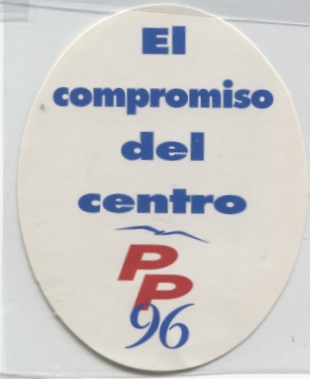 El
compromiso
del
centro
PP
96